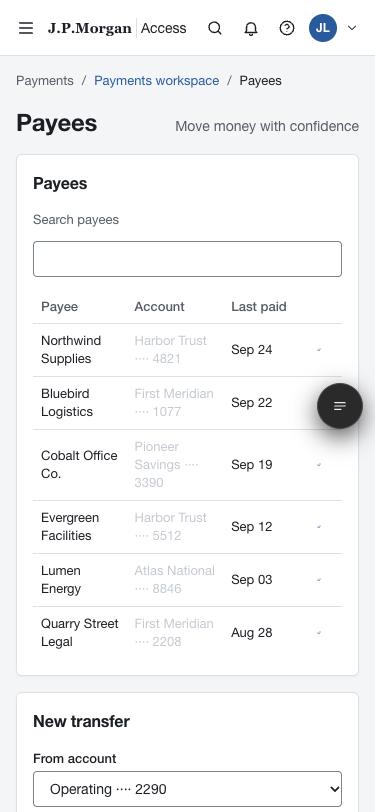 J.P.Morgan Access JL
Payments / Payments workspace / Payees
Payees Move money with confidence
Payees
Search payees
Payee Account Last paid
Northwind Supplies Harbor Trust ···· 4821 Sep 24
Bluebird Logistics First Meridian ···· 1077 Sep 22
Cobalt Office Co. Pioneer Savings ···· 3390 Sep 19
Evergreen Facilities Harbor Trust ···· 5512 Sep 12
Lumen Energy Atlas National ···· 8846 Sep 03
Quarry Street Legal First Meridian ···· 2208 Aug 28
New transfer
From account
Operating ···· 2290